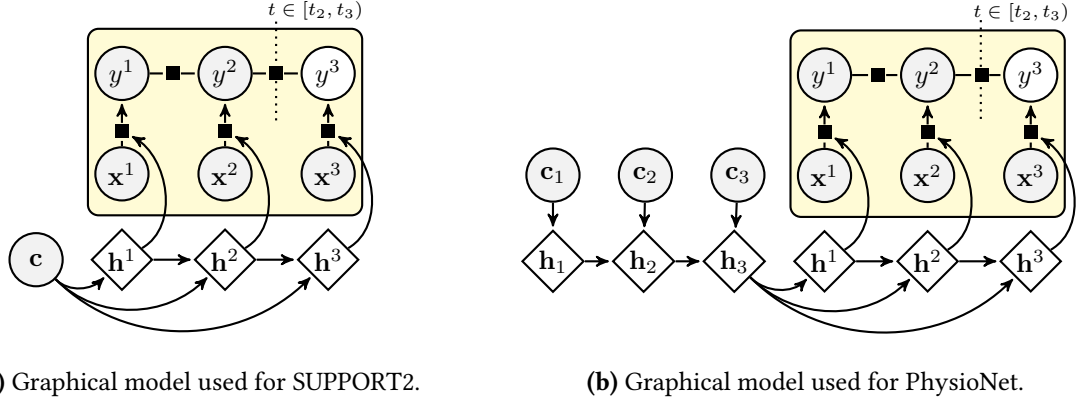 t ∈ [t₂, t₃)
y¹ y² y³
x¹ x² x³
c h¹ h² h³
) Graphical model used for SUPPORT2.
t ∈ [t₂, t₃)
y¹ y² y³
c₁ c₂ c₃ x¹ x² x³
h₁ h₂ h₃ h¹ h² h³
(b) Graphical model used for PhysioNet.